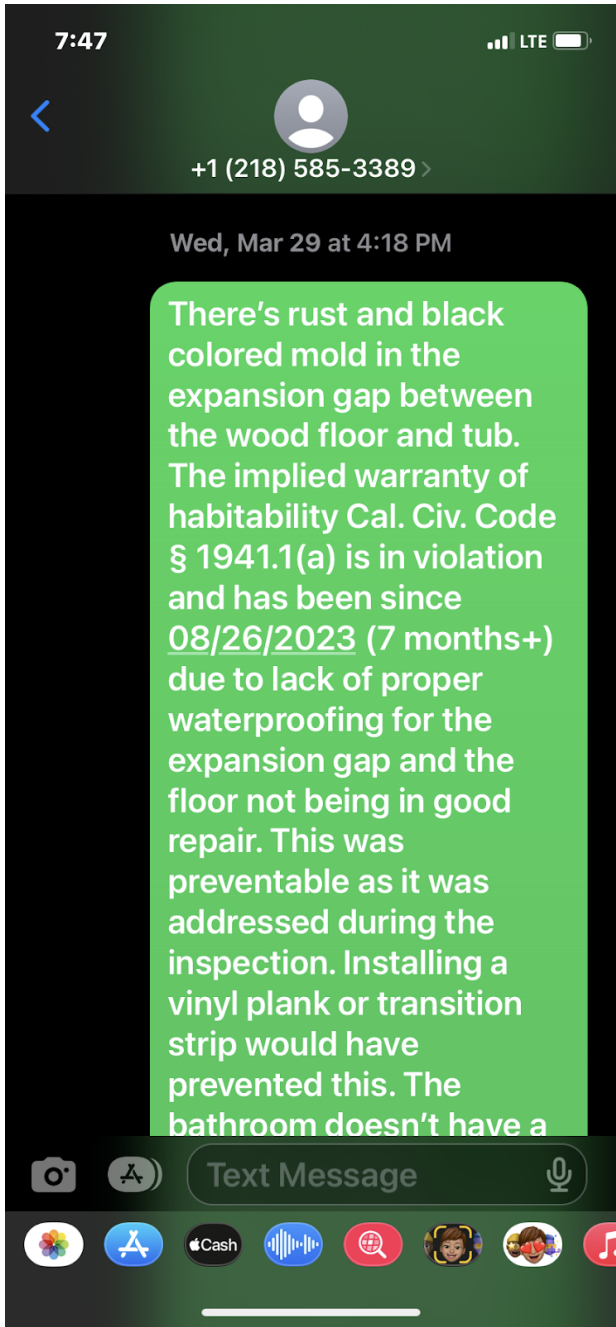 7:47
LTE
+1 (218) 585-3389
Wed, Mar 29 at 4:18 PM
There’s rust and black
colored mold in the
expansion gap between
the wood floor and tub.
The implied warranty of
habitability Cal. Civ. Code
§ 1941.1(a) is in violation
and has been since
08/26/2023 (7 months+)
due to lack of proper
waterproofing for the
expansion gap and the
floor not being in good
repair. This was
preventable as it was
addressed during the
inspection. Installing a
vinyl plank or transition
strip would have
prevented this. The
bathroom doesn’t have a
Text Message
Cash